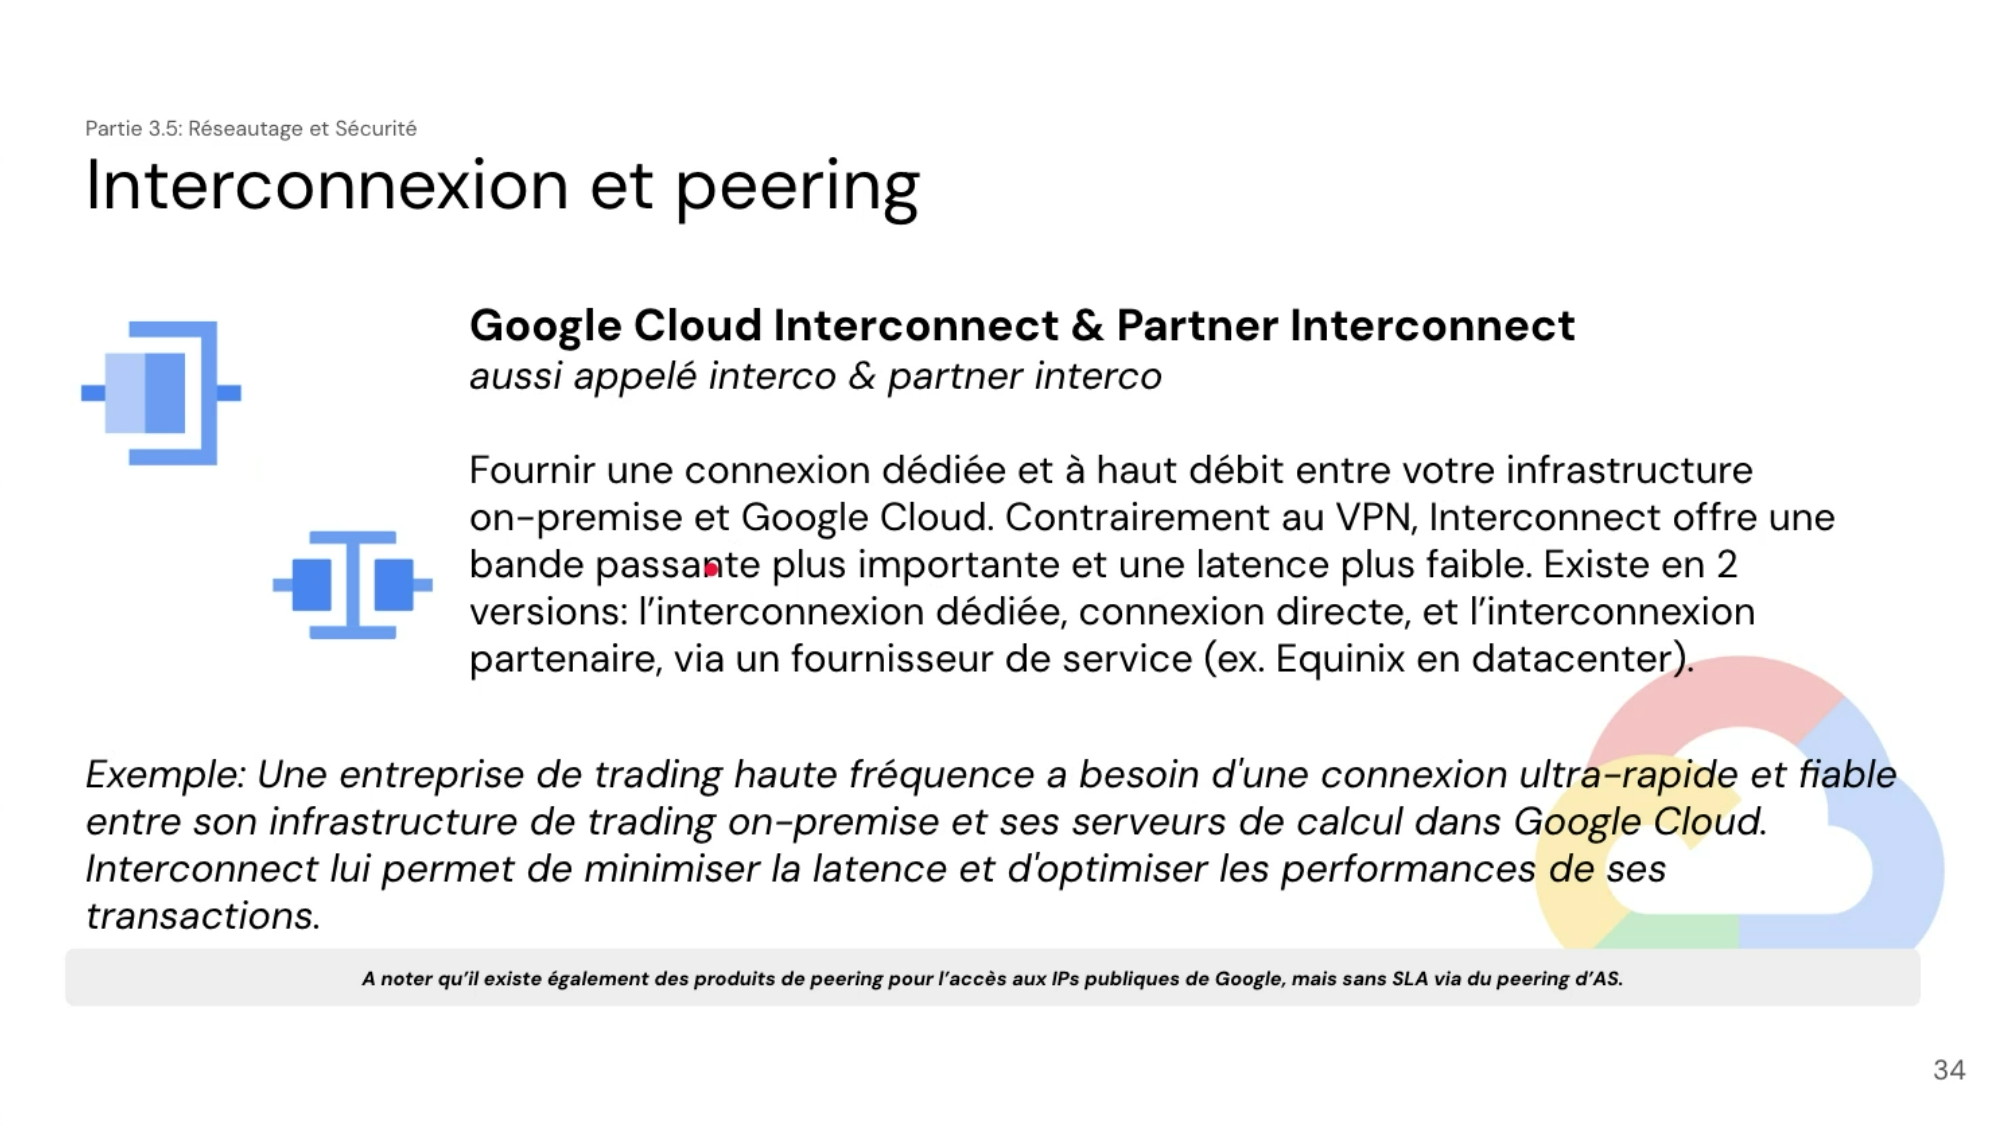 Partie 3.5: Réseautage et Sécurité
Interconnexion et peering
Google Cloud Interconnect & Partner Interconnect
aussi appelé interco & partner interco
Fournir une connexion dédiée et à haut débit entre votre infrastructure
on-premise et Google Cloud. Contrairement au VPN, Interconnect offre une
bande passante plus importante et une latence plus faible. Existe en 2
versions: l’interconnexion dédiée, connexion directe, et l’interconnexion
partenaire, via un fournisseur de service (ex. Equinix en datacenter).
Exemple: Une entreprise de trading haute fréquence a besoin d'une connexion ultra-rapide et fiable
entre son infrastructure de trading on-premise et ses serveurs de calcul dans Google Cloud.
Interconnect lui permet de minimiser la latence et d'optimiser les performances de ses
transactions.
A noter qu’il existe également des produits de peering pour l’accès aux IPs publiques de Google, mais sans SLA via du peering d’AS.
34